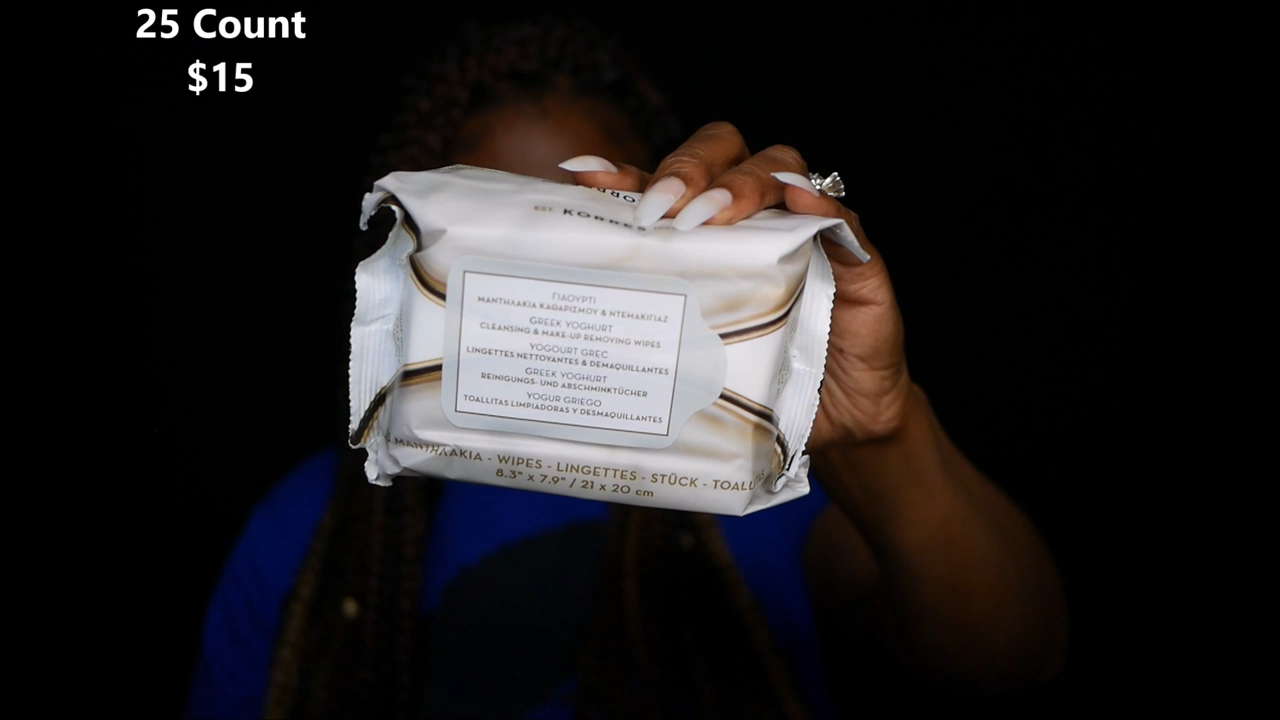 25 Count
$15
EST. KORRES
ΓΙΑΟΥΡΤΙ
ΜΑΝΤΗΛΑΚΙΑ ΚΑΘΑΡΙΣΜΟΥ & ΝΤΕΜΑΚΙΓΙΑΖ
GREEK YOGHURT
CLEANSING & MAKE-UP REMOVING WIPES
YOGOURT GREC
LINGETTES NETTOYANTES & DÉMAQUILLANTES
GREEK YOGHURT
REINIGUNGS- UND ABSCHMINKTÜCHER
YOGUR GRIEGO
TOALLITAS LIMPIADORAS Y DESMAQUILLANTES
ΜΑΝΤΗΛΑΚΙΑ - WIPES - LINGETTES - STÜCK -
8.3" x 7.9" / 21 x 20 cm